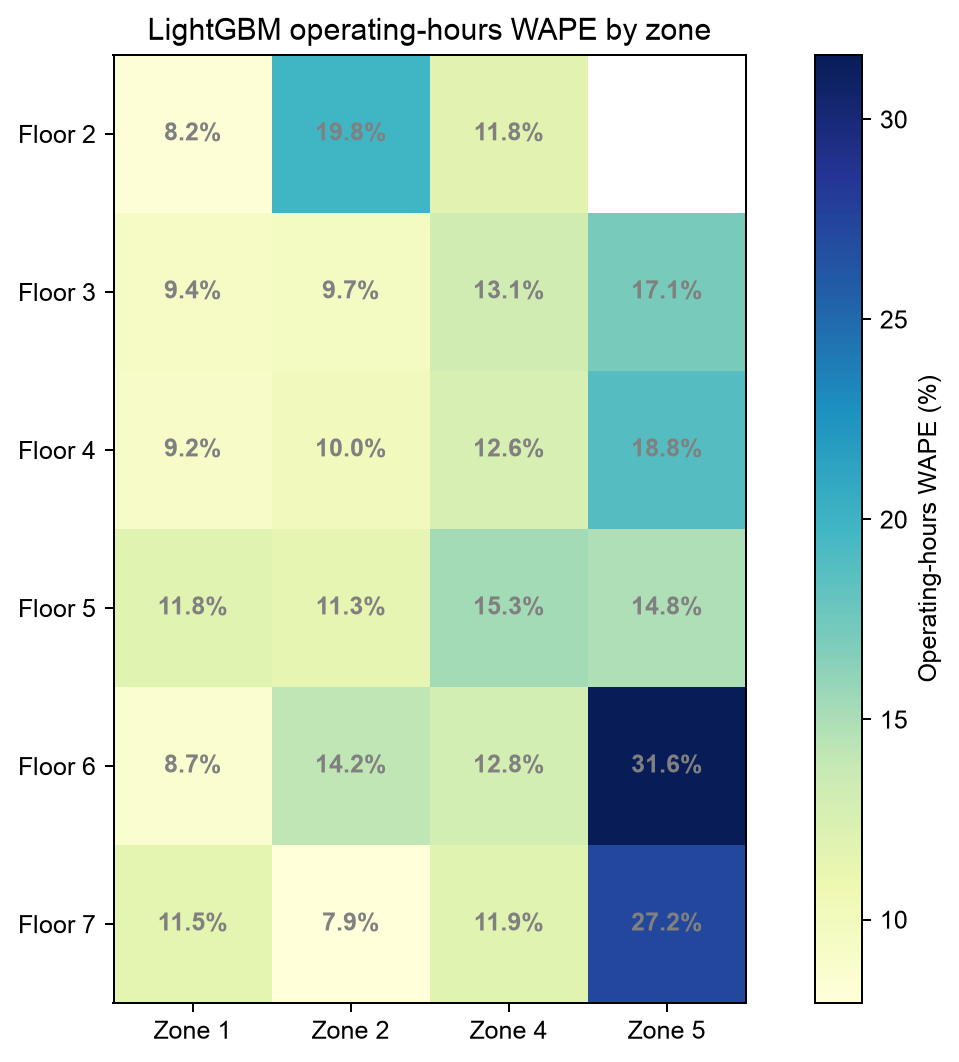 LightGBM operating-hours WAPE by zone
Floor 2 8.2% 19.8% 11.8%
Floor 3 9.4% 9.7% 13.1% 17.1%
Floor 4 9.2% 10.0% 12.6% 18.8%
Floor 5 11.8% 11.3% 15.3% 14.8%
Floor 6 8.7% 14.2% 12.8% 31.6%
Floor 7 11.5% 7.9% 11.9% 27.2%
Zone 1 Zone 2 Zone 4 Zone 5
30
25
20
15
10
Operating-hours WAPE (%)